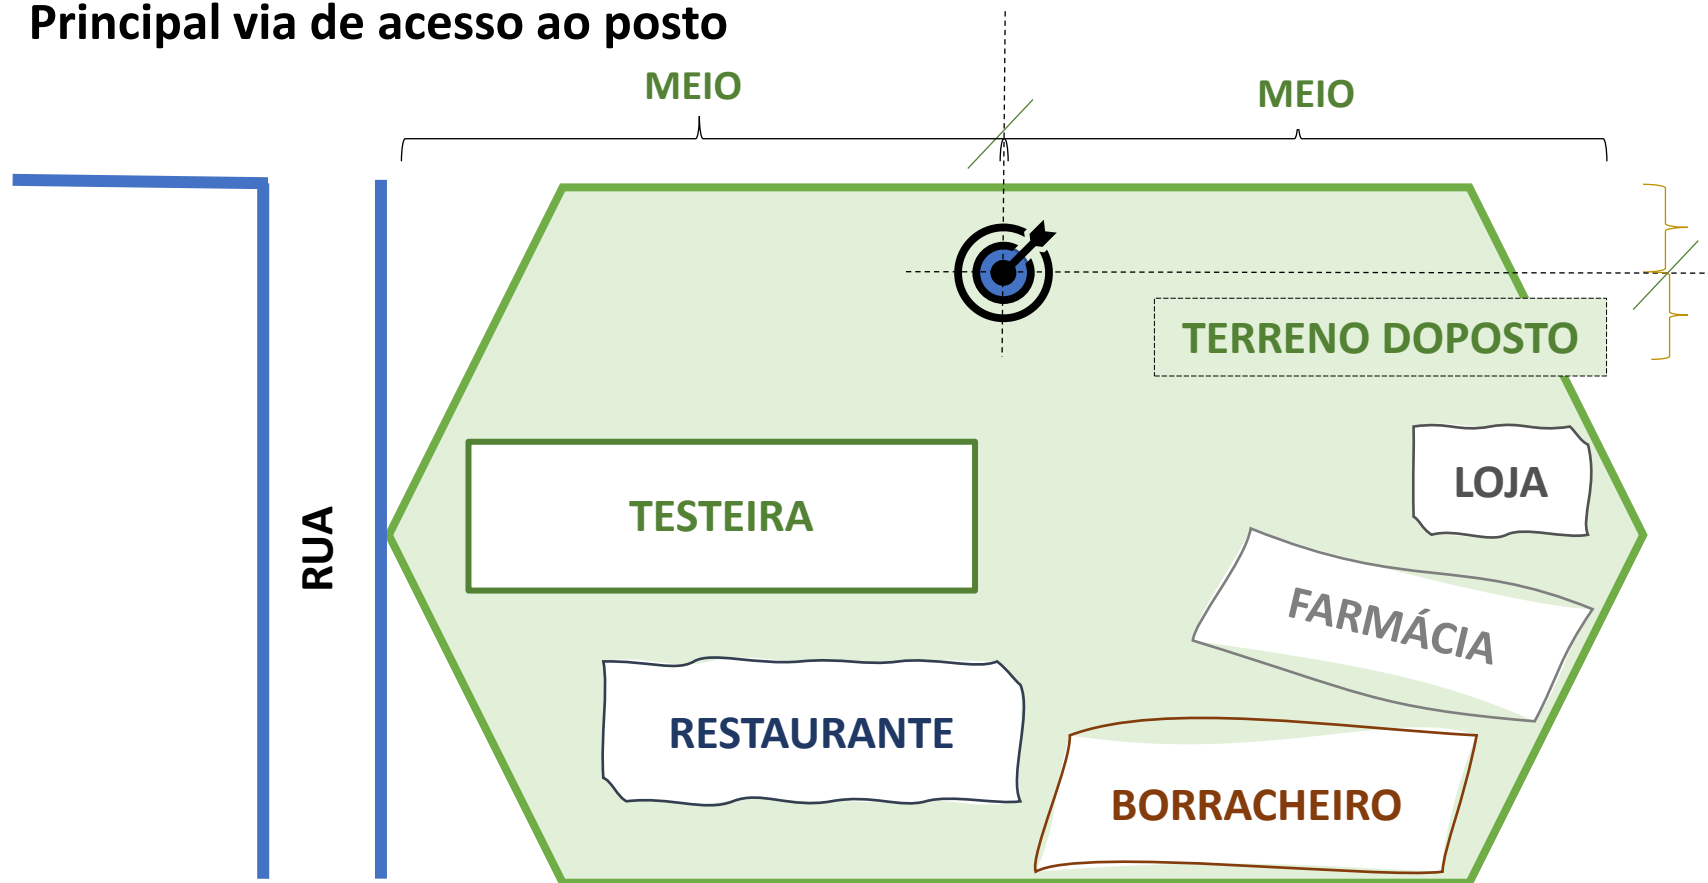 Principal via de acesso ao posto
MEIO
MEIO
TERRENO DOPOSTO
LOJA
TESTEIRA
RUA
FARMÁCIA
RESTAURANTE
BORRACHEIRO